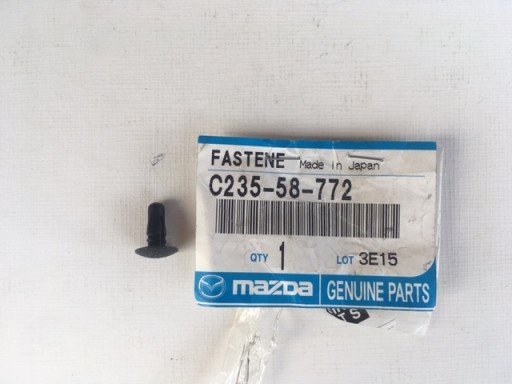 FASTENE Made in Japan
C235-58-772
QTY 1 LOT 3E15
mazda GENUINE PARTS